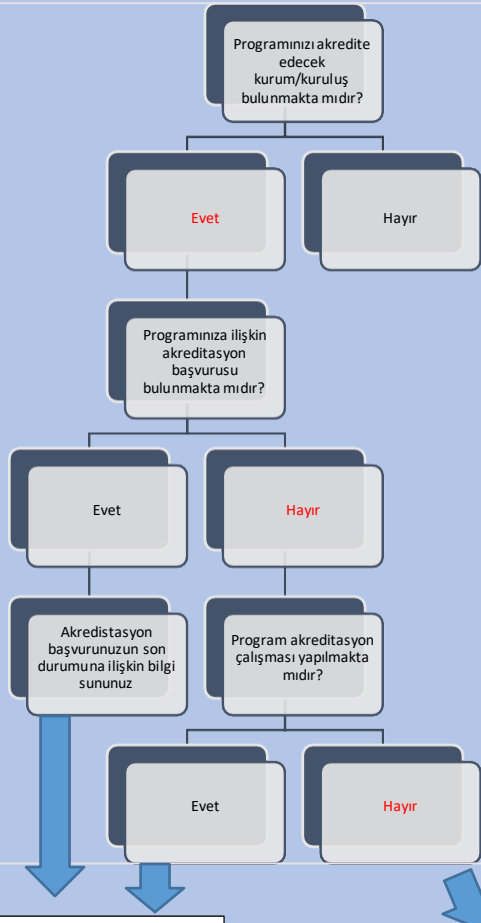 Programınızı akredite
edecek
kurum/kuruluş
bulunmakta mıdır?
Evet
Hayır
Programınıza ilişkin
akreditasyon
başvurusu
bulunmakta mıdır?
Evet
Hayır
Akredistasyon
başvurunuzun son
durumuna ilişkin bilgi
sununuz
Program akreditasyon
çalışması yapılmakta
mıdır?
Evet
Hayır